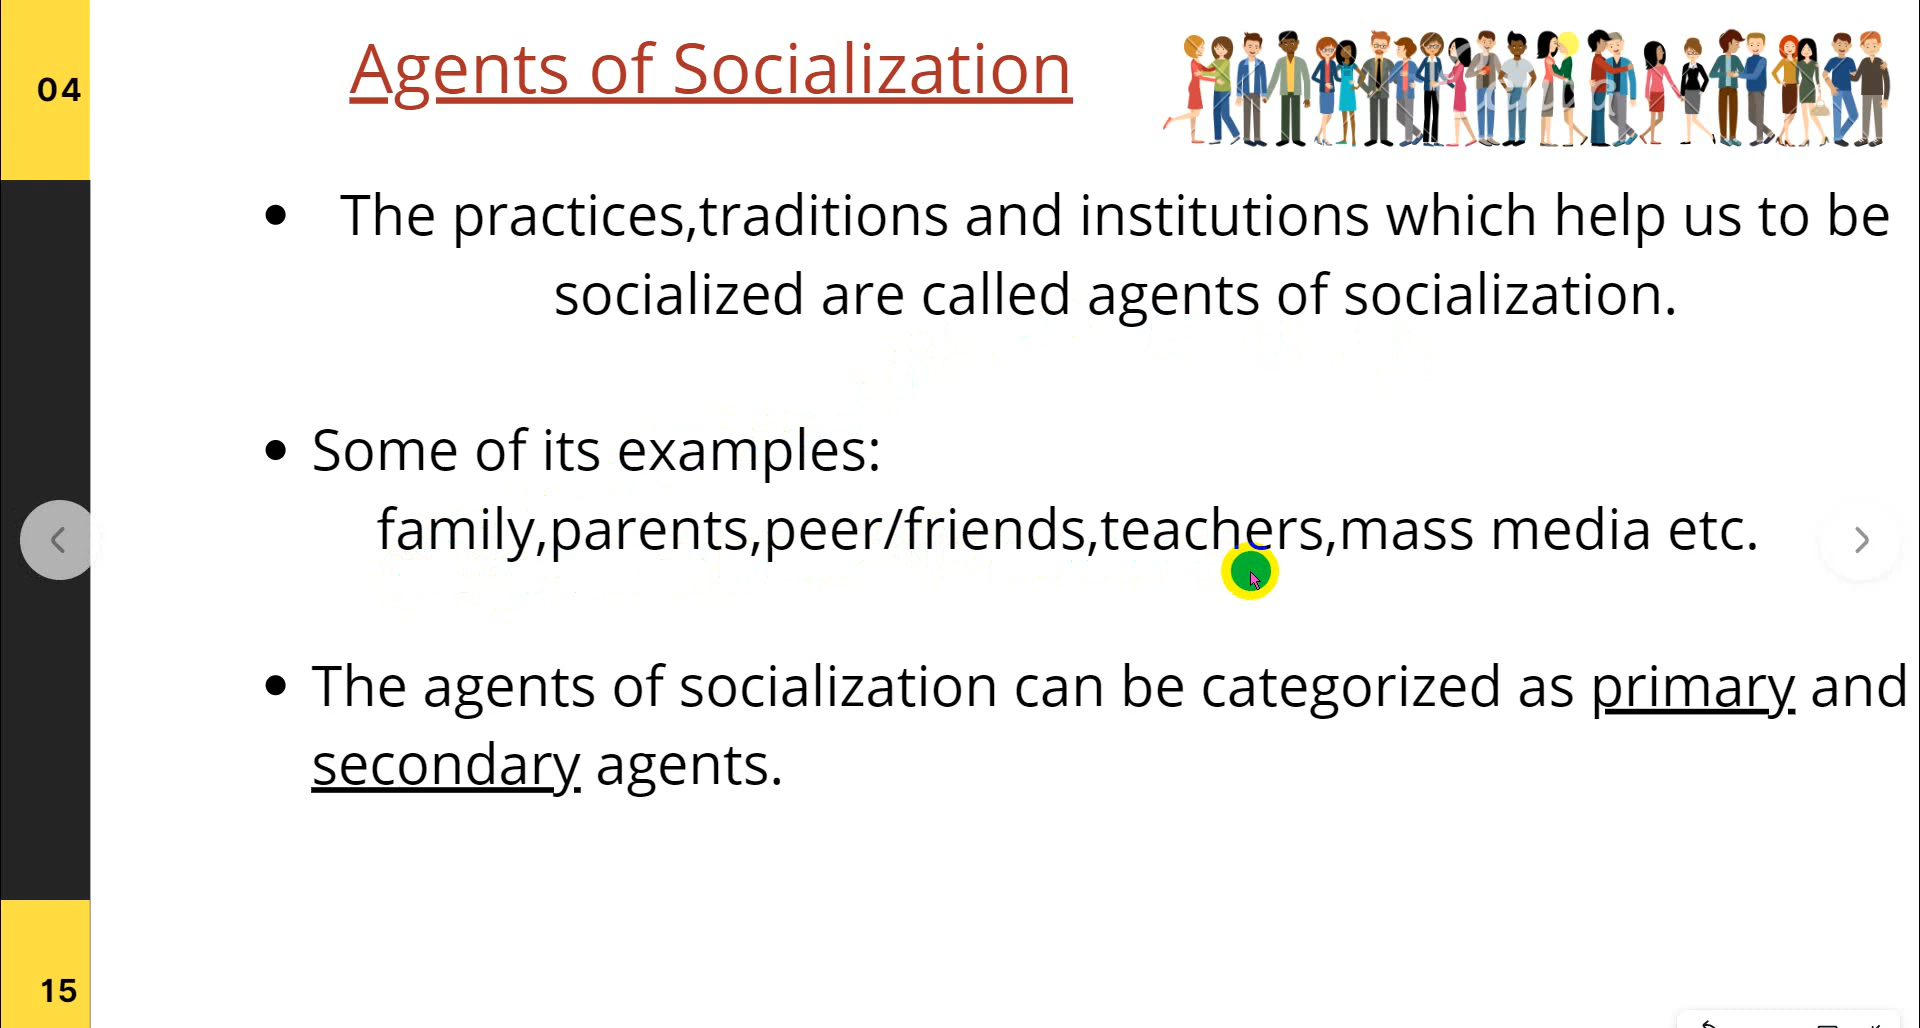 04
Agents of Socialization
• The practices,traditions and institutions which help us to be
socialized are called agents of socialization.
• Some of its examples:
family,parents,peer/friends,teachers,mass media etc.
• The agents of socialization can be categorized as primary and
secondary agents.
15